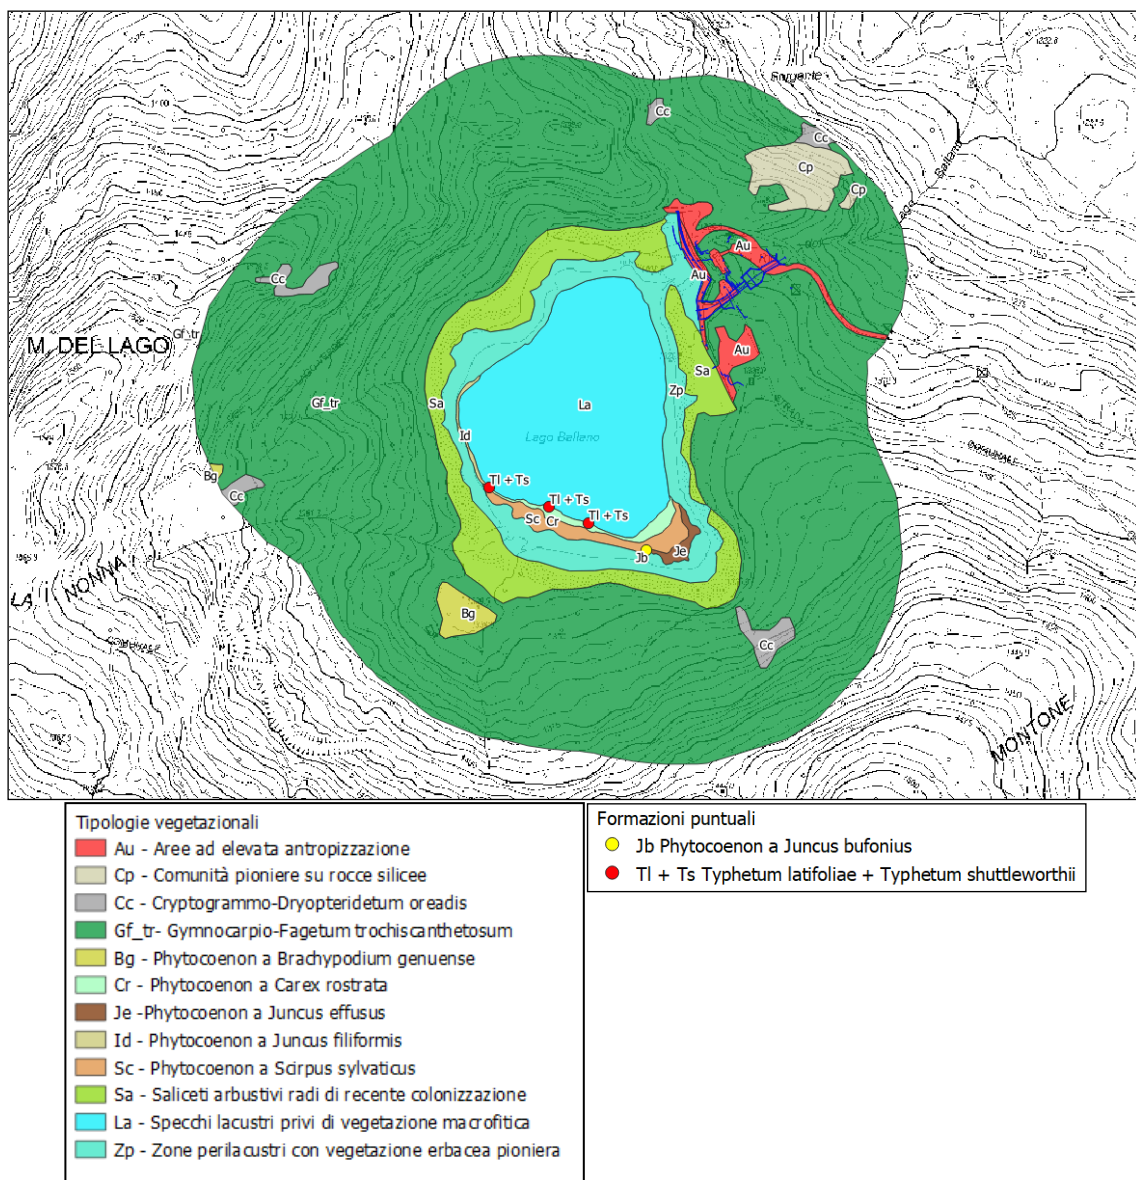 Sorgente
Cc
Cc
Cp
Cp
Au
Cc
Au
Gf_tr
M. DEL LAGO
Au
Sa
Zp
Gf_tr
Sa
La
Id
Lago Ballano
Bg
Cc
Tl + Ts
Tl + Ts
Tl + Ts
Sc
Cr
Jb
Je
LA NONNA
Bg
Cc
MONTONE
Tipologie vegetazionali
Au - Aree ad elevata antropizzazione
Cp - Comunità pioniere su rocce silicee
Cc - Cryptogrammo-Dryopteridetum oreadis
Gf_tr- Gymnocarpio-Fagetum trochiscanthetosum
Bg - Phytocoenon a Brachypodium genuense
Cr - Phytocoenon a Carex rostrata
Je -Phytocoenon a Juncus effusus
Id - Phytocoenon a Juncus filiformis
Sc - Phytocoenon a Scirpus sylvaticus
Sa - Saliceti arbustivi radi di recente colonizzazione
La - Specchi lacustri privi di vegetazione macrofitica
Zp - Zone perilacustri con vegetazione erbacea pioniera
Formazioni puntuali
Jb Phytocoenon a Juncus bufonius
Tl + Ts Typhetum latifoliae + Typhetum shuttleworthii